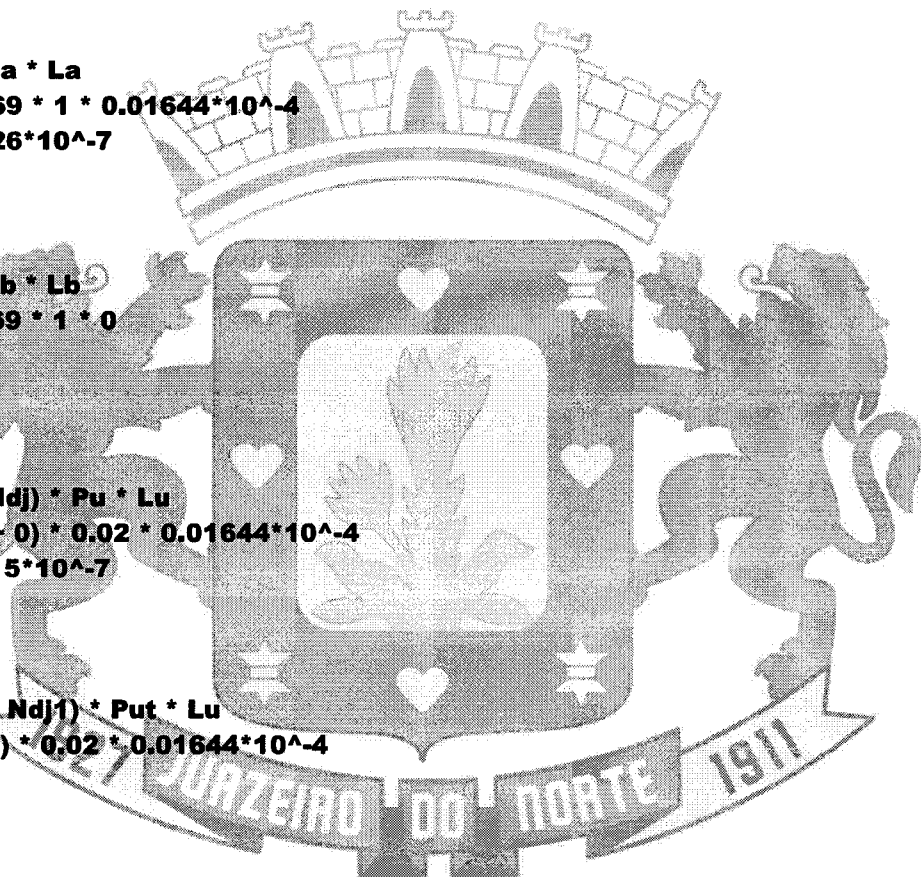 a * La
69 * 1 * 0.01644*10^-4
26*10^-7
b * Lb
69 * 1 * 0
Ndj) * Pu * Lu
+ 0) * 0.02 * 0.01644*10^-4
5*10^-7
Ndj1) * Put * Lu
) * 0.02 * 0.01644*10^-4
JUAZEIRO DO NORTE 1911